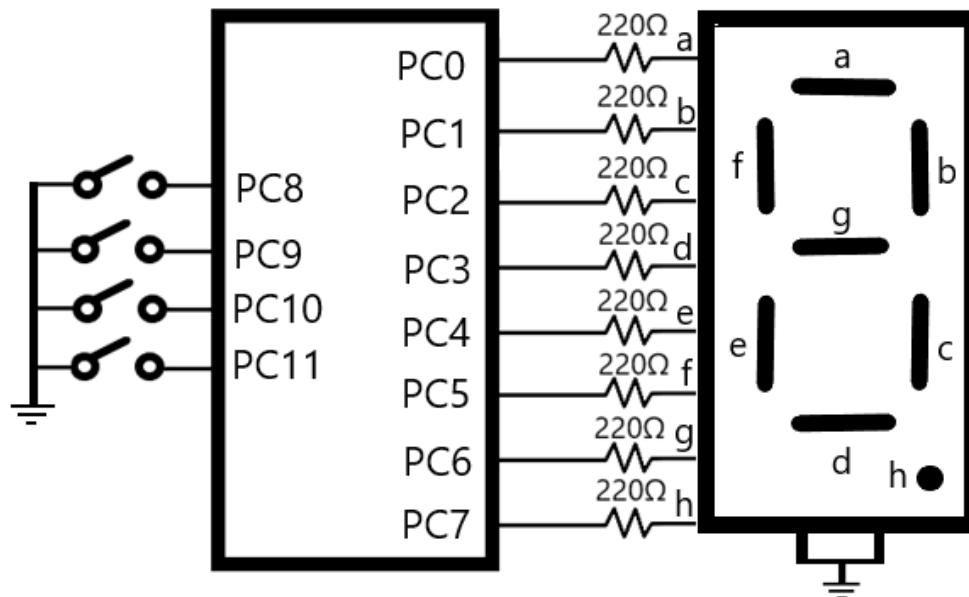 PC8
PC9
PC10
PC11
PC0
PC1
PC2
PC3
PC4
PC5
PC6
PC7
220Ω a
220Ω b
220Ω c
220Ω d
220Ω e
220Ω f
220Ω g
220Ω h
a
f
b
g
e
c
d
h